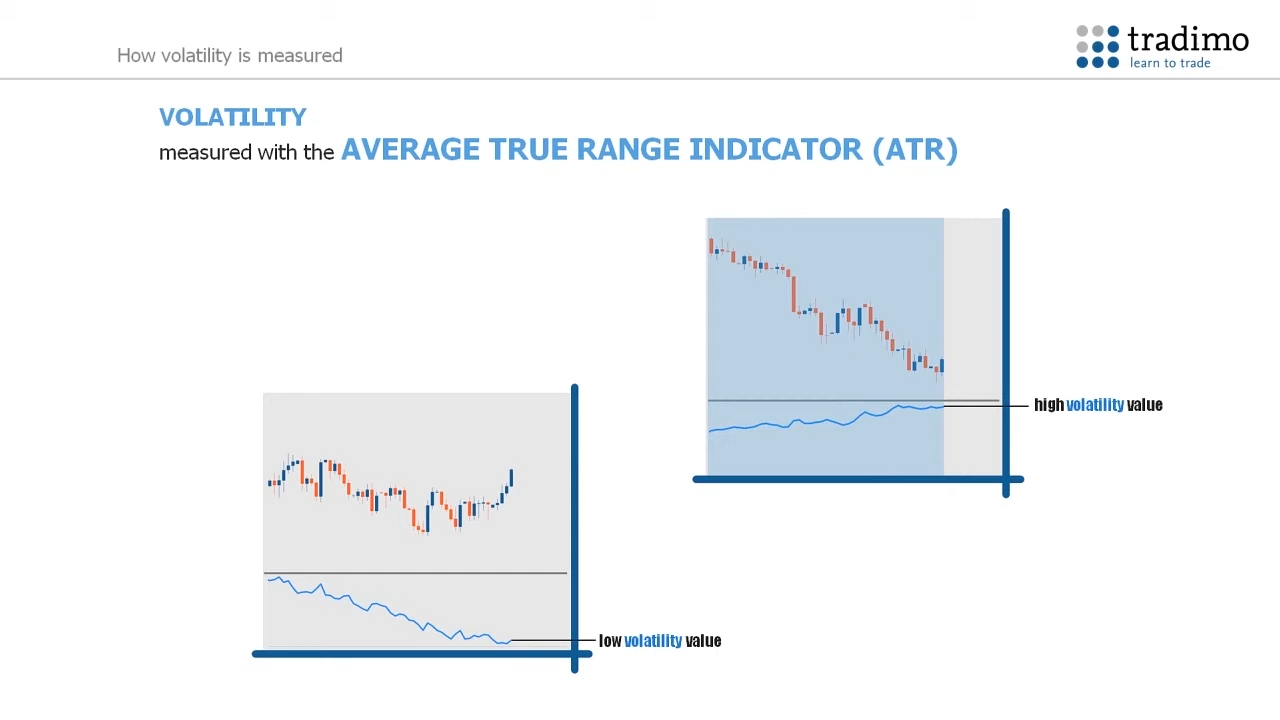 How volatility is measured
tradimo
learn to trade
VOLATILITY
measured with the AVERAGE TRUE RANGE INDICATOR (ATR)
high volatility value
low volatility value